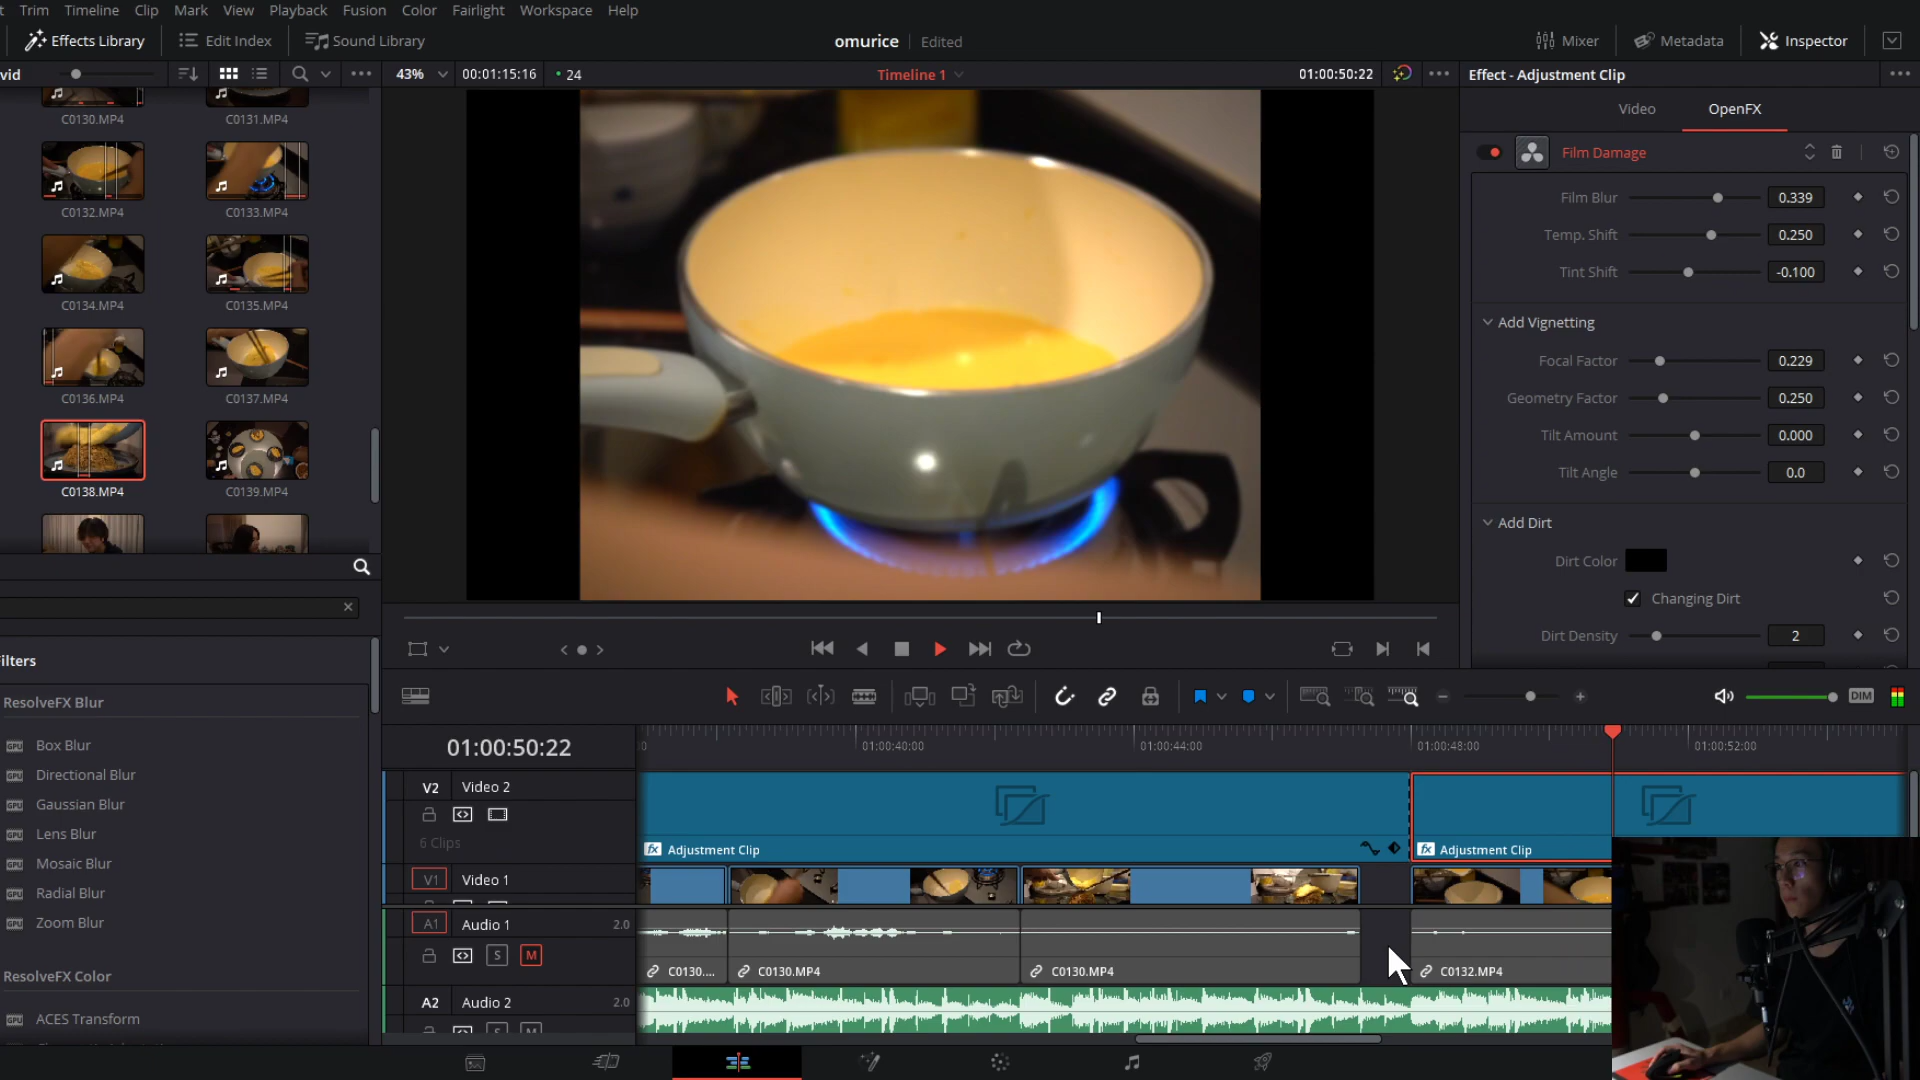 Trim Timeline Clip Mark View Playback Fusion Color Fairlight Workspace Help
Effects Library Edit Index Sound Library omurice Edited Mixer Metadata Inspector
vid 43% 00:01:15:16 24 Timeline 1 01:00:50:22 Effect - Adjustment Clip
Video OpenFX
C0130.MP4 C0131.MP4
C0132.MP4 C0133.MP4
C0134.MP4 C0135.MP4
C0136.MP4 C0137.MP4
C0138.MP4 C0139.MP4
Film Damage
Film Blur 0.339
Temp. Shift 0.250
Tint Shift -0.100
Add Vignetting
Focal Factor 0.229
Geometry Factor 0.250
Tilt Amount 0.000
Tilt Angle 0.0
Add Dirt
Dirt Color
Changing Dirt
Dirt Density 2
ilters
ResolveFX Blur
Box Blur
Directional Blur
Gaussian Blur
Lens Blur
Mosaic Blur
Radial Blur
Zoom Blur
ResolveFX Color
ACES Transform
DIM
01:00:50:22 01:00:40:00 01:00:44:00 01:00:48:00 01:00:52:00
V2 Video 2
6 Clips
fx Adjustment Clip fx Adjustment Clip
V1 Video 1
A1 Audio 1 2.0
S M
C0130.... C0130.MP4 C0130.MP4 C0132.MP4
A2 Audio 2 2.0
S M